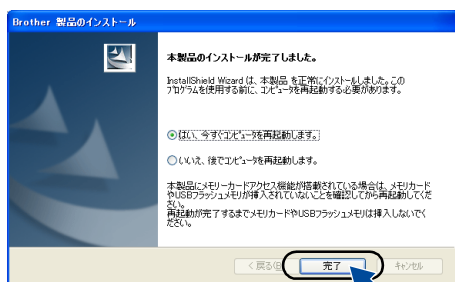 Brother 製品のインストール
本製品のインストールが完了しました。
InstallShield Wizard は、本製品 を正常にインストールしました。この
プログラムを使用する前に、コンピュータを再起動する必要があります。
はい、今すぐコンピュータを再起動します。
いいえ、後でコンピュータを再起動します。
本製品にメモリーカードアクセス機能が搭載されている場合は、メモリカード
やUSBフラッシュメモリが挿入されていないことを確認してから再起動してくだ
さい。
再起動が完了するまでメモリカードやUSBフラッシュメモリは挿入しないでく
ださい。
< 戻る(B) 完了 キャンセル